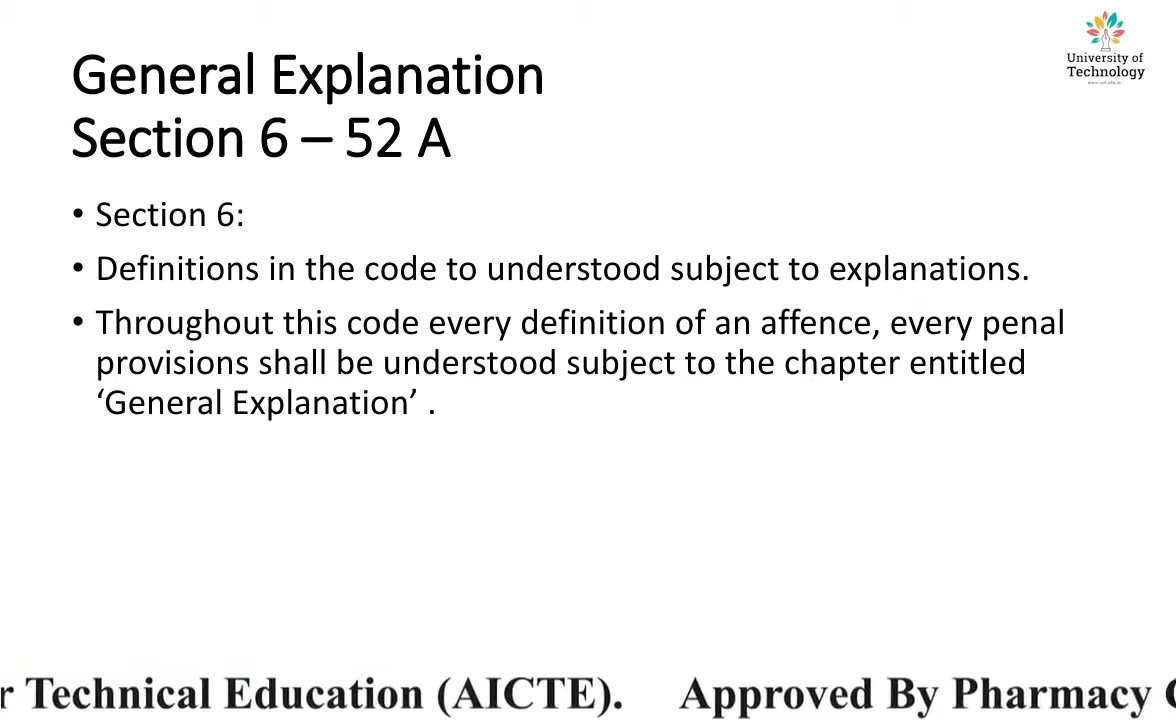 University of
Technology
General Explanation
Section 6 – 52 A
• Section 6:
• Definitions in the code to understood subject to explanations.
• Throughout this code every definition of an affence, every penal
provisions shall be understood subject to the chapter entitled
‘General Explanation’ .
r Technical Education (AICTE). Approved By Pharmacy